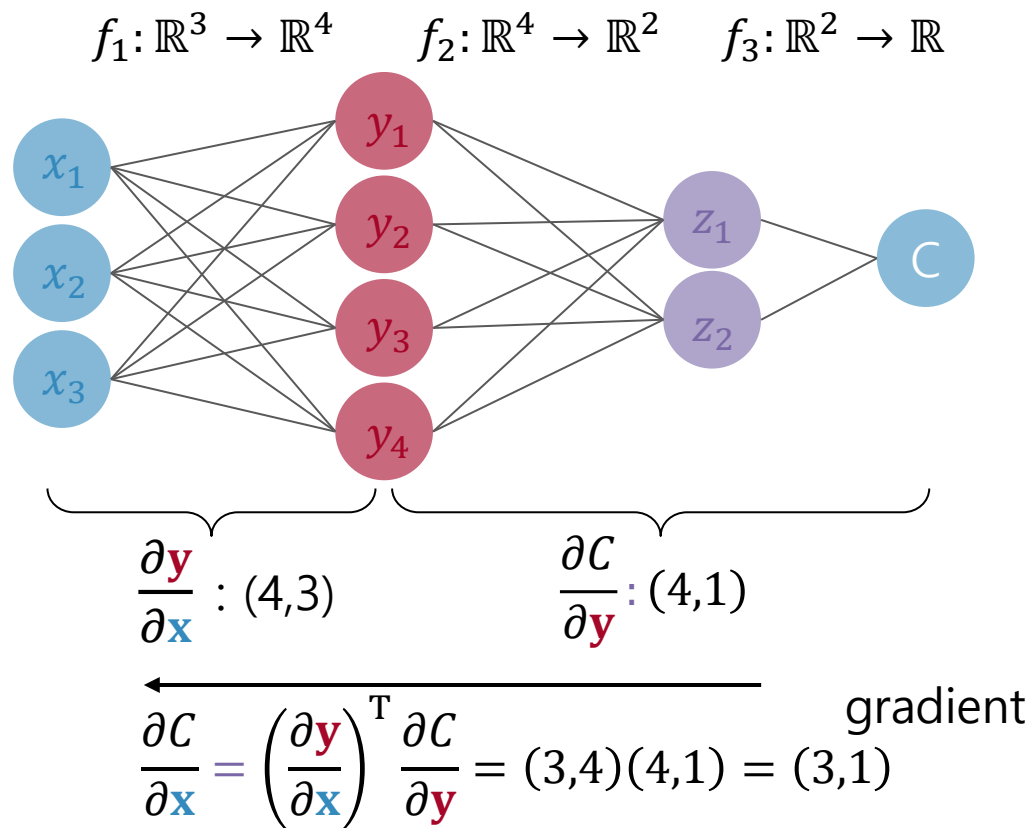 f₁: ℝ³ → ℝ⁴ f₂: ℝ⁴ → ℝ² f₃: ℝ² → ℝ
y₁
x₁
z₁
y₂
C
x₂
z₂
y₃
x₃
y₄
∂y/∂x : (4,3) ∂C/∂y : (4,1)
gradient
∂C/∂x = (∂y/∂x)ᵀ ∂C/∂y = (3,4)(4,1) = (3,1)